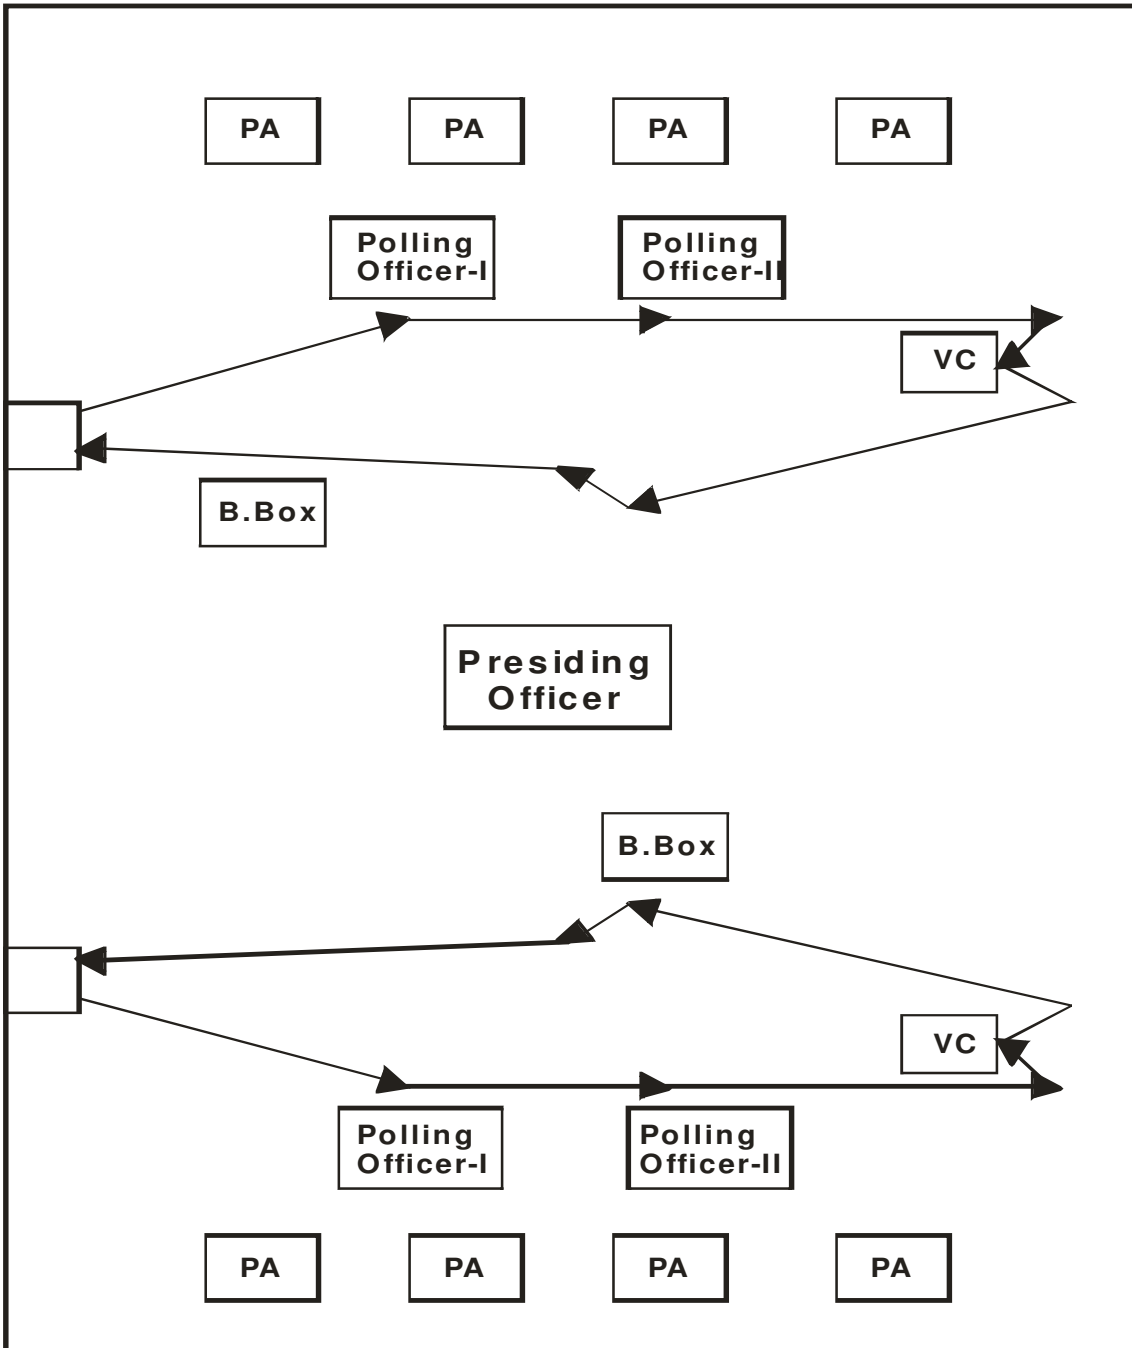 PA
PA
PA
PA
Polling
Officer-I
Polling
Officer-II
VC
B.Box
Presiding
Officer
B.Box
VC
Polling
Officer-I
Polling
Officer-II
PA
PA
PA
PA